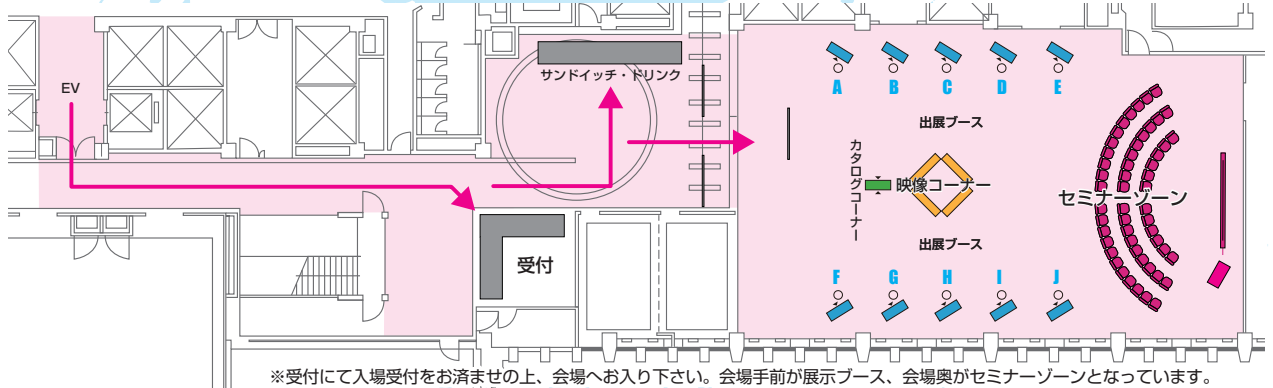 EV
サンドイッチ・ドリンク
A
B
C
D
E
出展ブース
カタログコーナー
映像コーナー
セミナーゾーン
出展ブース
受付
F
G
H
I
J
※受付にて入場受付をお済ませの上、会場へお入り下さい。会場手前が展示ブース、会場奥がセミナーゾーンとなっています。